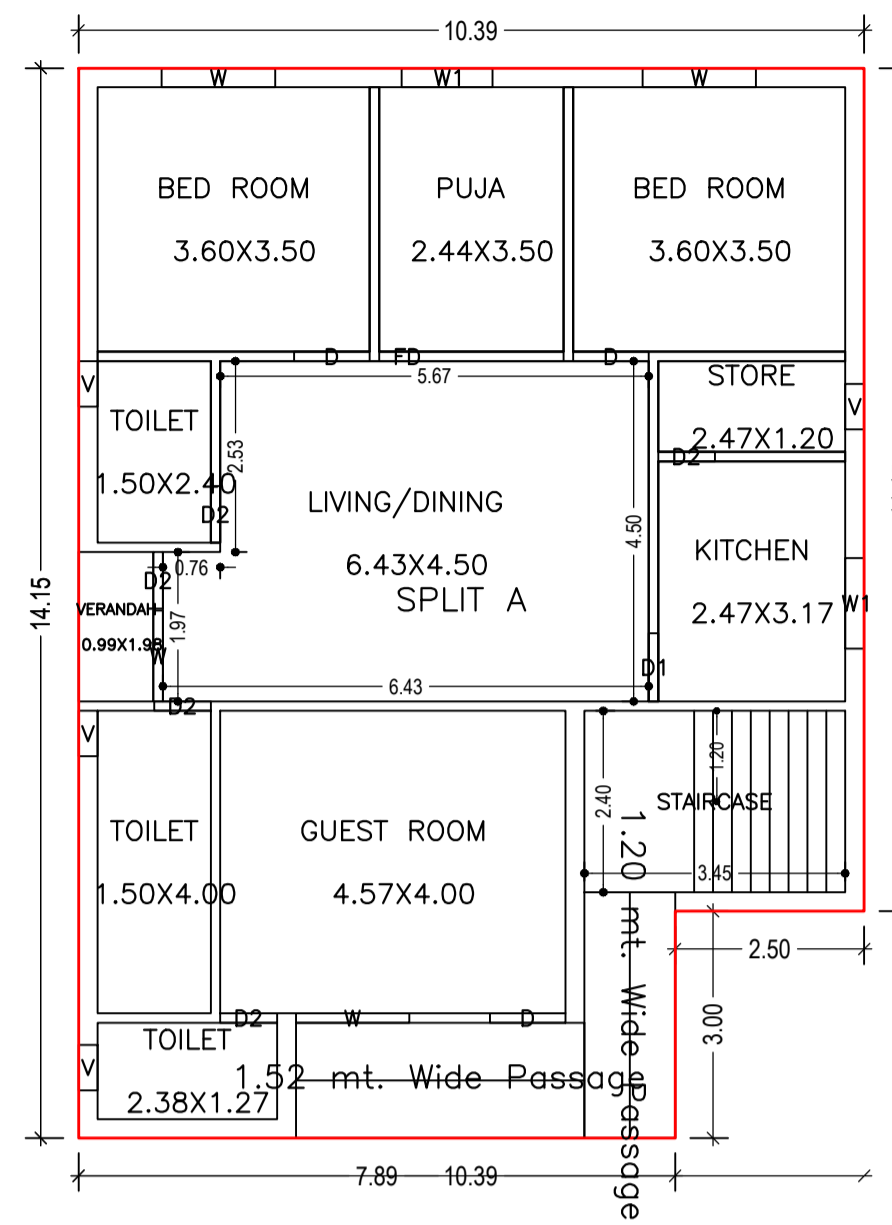 10.39
W
W1
W
BED ROOM
3.60X3.50
PUJA
2.44X3.50
BED ROOM
3.60X3.50
D
FD
D
5.67
V
TOILET
1.50X2.40
D2
2.53
STORE
2.47X1.20
V
D2
LIVING/DINING
6.43X4.50
SPLIT A
4.50
KITCHEN
2.47X3.17
W1
D2
0.76
VERANDAH
0.99X1.98
W
1.97
14.15
6.43
D1
D2
V
TOILET
1.50X4.00
GUEST ROOM
4.57X4.00
2.40
STAIRCASE
1.20
3.45
1.20 mt. Wide Passage
2.50
3.00
D2
W
D
TOILET
2.38X1.27
V
1.52 mt. Wide Passage
7.89
10.39